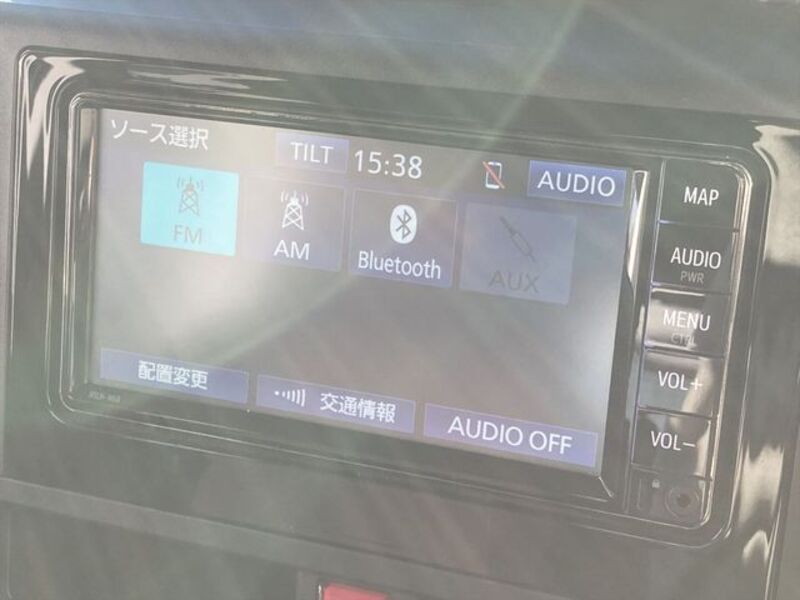 ソース選択
TILT
15:38
AUDIO
FM
AM
Bluetooth
AUX
配置変更
交通情報
AUDIO OFF
MAP
AUDIO
PWR
MENU
CTRL
VOL+
VOL-